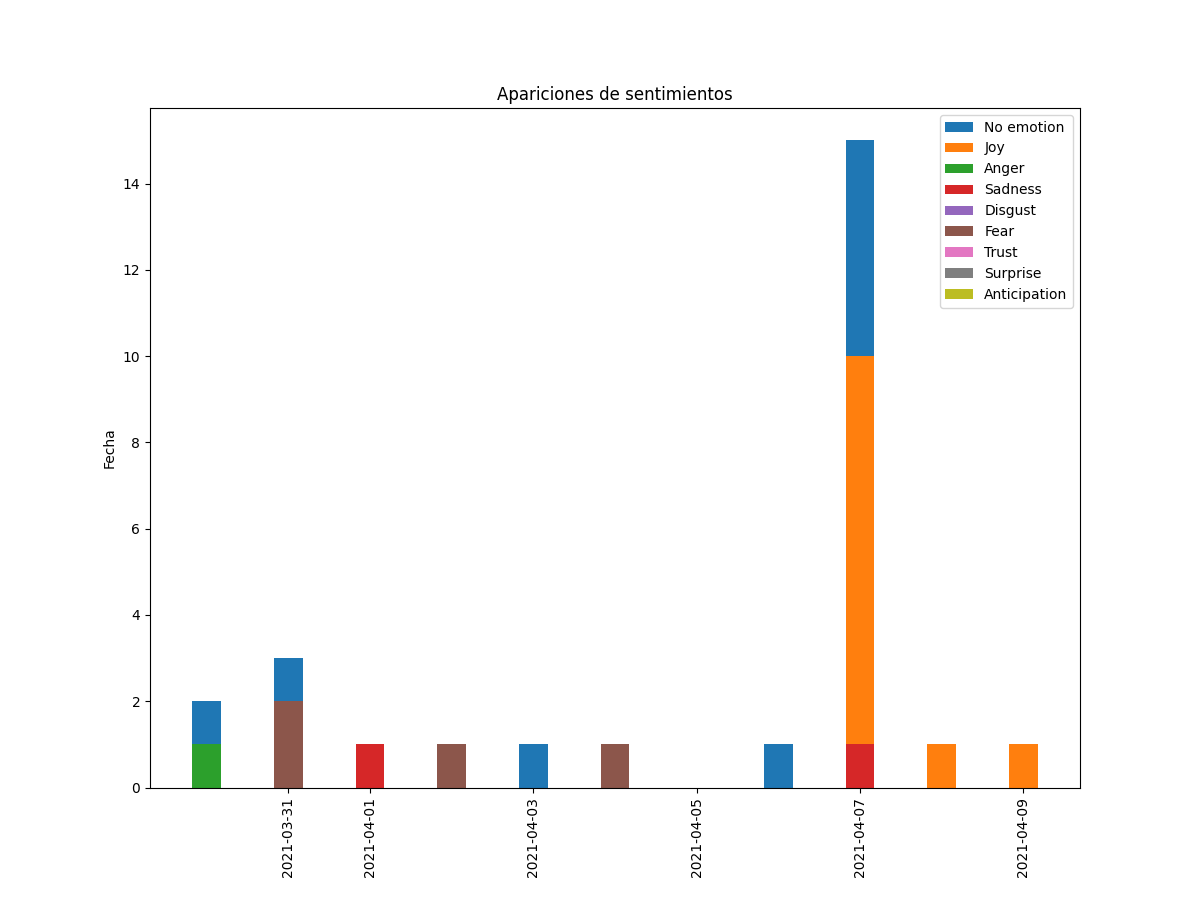 Apariciones de sentimientos
No emotion
Joy
Anger
Sadness
Disgust
Fear
Trust
Surprise
Anticipation
Fecha
14
12
10
8
6
4
2
0
2021-03-31
2021-04-01
2021-04-03
2021-04-05
2021-04-07
2021-04-09